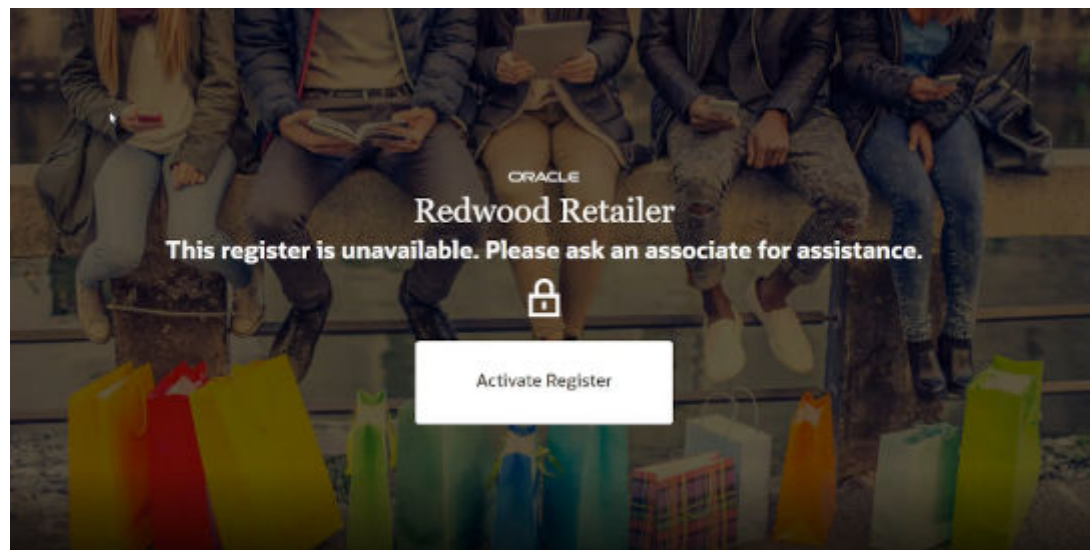 ORACLE
Redwood Retailer
This register is unavailable. Please ask an associate for assistance.
Activate Register